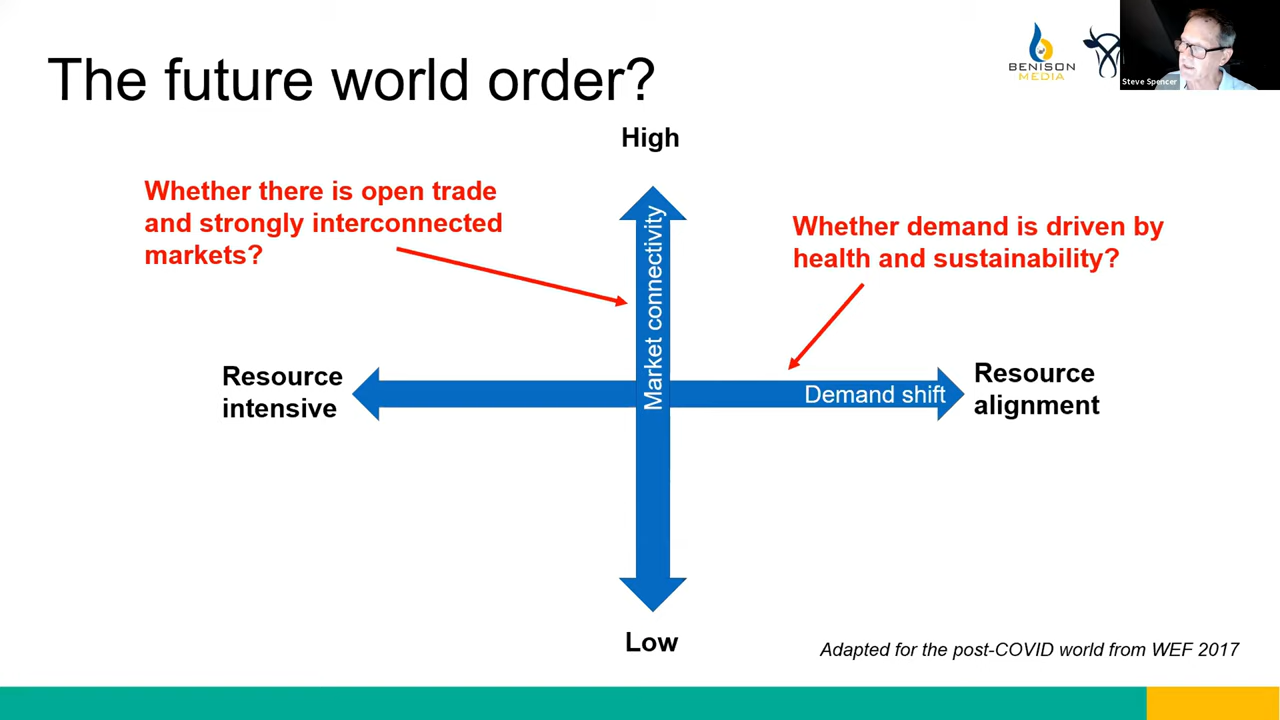 The future world order?
BENISON
MEDIA
Steve Spencer
High
Whether there is open trade
and strongly interconnected
markets?
Whether demand is driven by
health and sustainability?
Market connectivity
Resource
intensive
Demand shift
Resource
alignment
Low
Adapted for the post-COVID world from WEF 2017